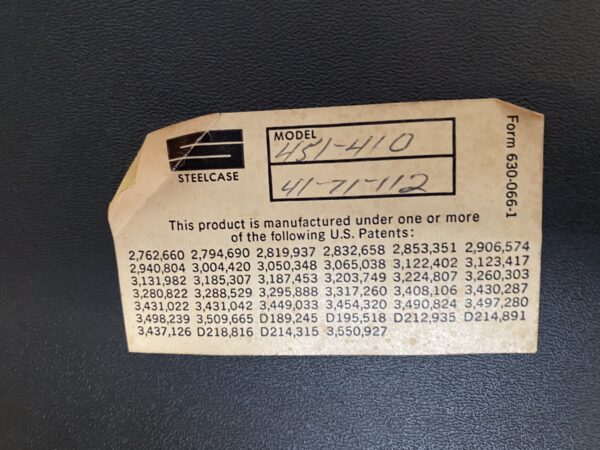 STEELCASE
MODEL
451-410
41-71-112
Form 630-066-1
This product is manufactured under one or more
of the following U.S. Patents:
2,762,660 2,794,690 2,819,937 2,832,658 2,853,351 2,906,574
2,940,804 3,004,420 3,050,348 3,065,038 3,122,402 3,123,417
3,131,982 3,185,307 3,187,453 3,203,749 3,224,807 3,260,303
3,280,822 3,288,529 3,295,888 3,317,260 3,408,106 3,430,287
3,431,022 3,431,042 3,449,033 3,454,320 3,490,824 3,497,280
3,498,239 3,509,665 D189,245 D195,518 D212,935 D214,891
3,437,126 D218,816 D214,315 3,550,927